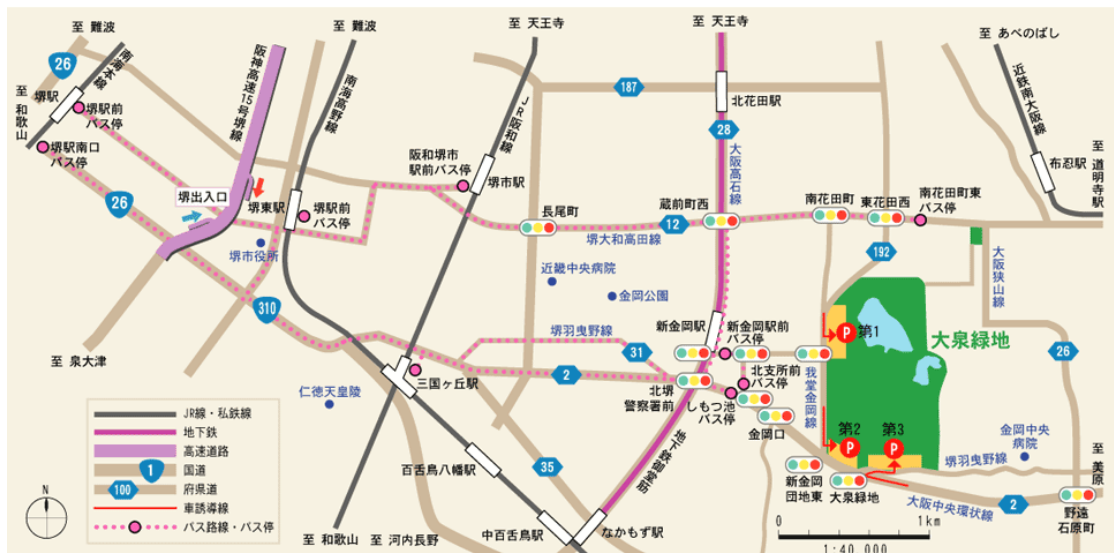 至 難波
至 難波
至 天王寺
至 天王寺
至 あべのばし
26
南海本線
阪神高速15号堺線
南海高野線
JR阪和線
187
北花田駅
近鉄南大阪線
堺駅
堺駅前
バス停
至 和歌山
堺駅南口
バス停
28
大阪高石線
布忍駅
至 道明寺駅
阪和堺市
駅前バス停
堺市駅
26
堺出入口
堺東駅
堺駅前
バス停
長尾町
蔵前町西
南花田町
東花田西
南花田町東
バス停
12
堺大和高田線
堺市役所
192
大阪狭山線
近畿中央病院
金岡公園
310
新金岡駅
新金岡駅前
バス停
P
第1
大泉緑地
堺羽曳野線
31
至 泉大津
2
北支所前
バス停
我堂金岡線
26
三国ヶ丘駅
北堺
警察署前
しもつ池
バス停
仁徳天皇陵
金岡口
第2
P
第3
P
金岡中央
病院
JR線・私鉄線
地下鉄
高速道路
1
国道
100
府県道
車誘導線
バス路線・バス停
N
百舌鳥八幡駅
35
地下鉄御堂筋
新金岡
団地東
大泉緑地
堺羽曳野線
大阪中央環状線
2
野遠
石原町
至 美原
至 和歌山
至 河内長野
中百舌鳥駅
なかもず駅
0
1km
1:40,000